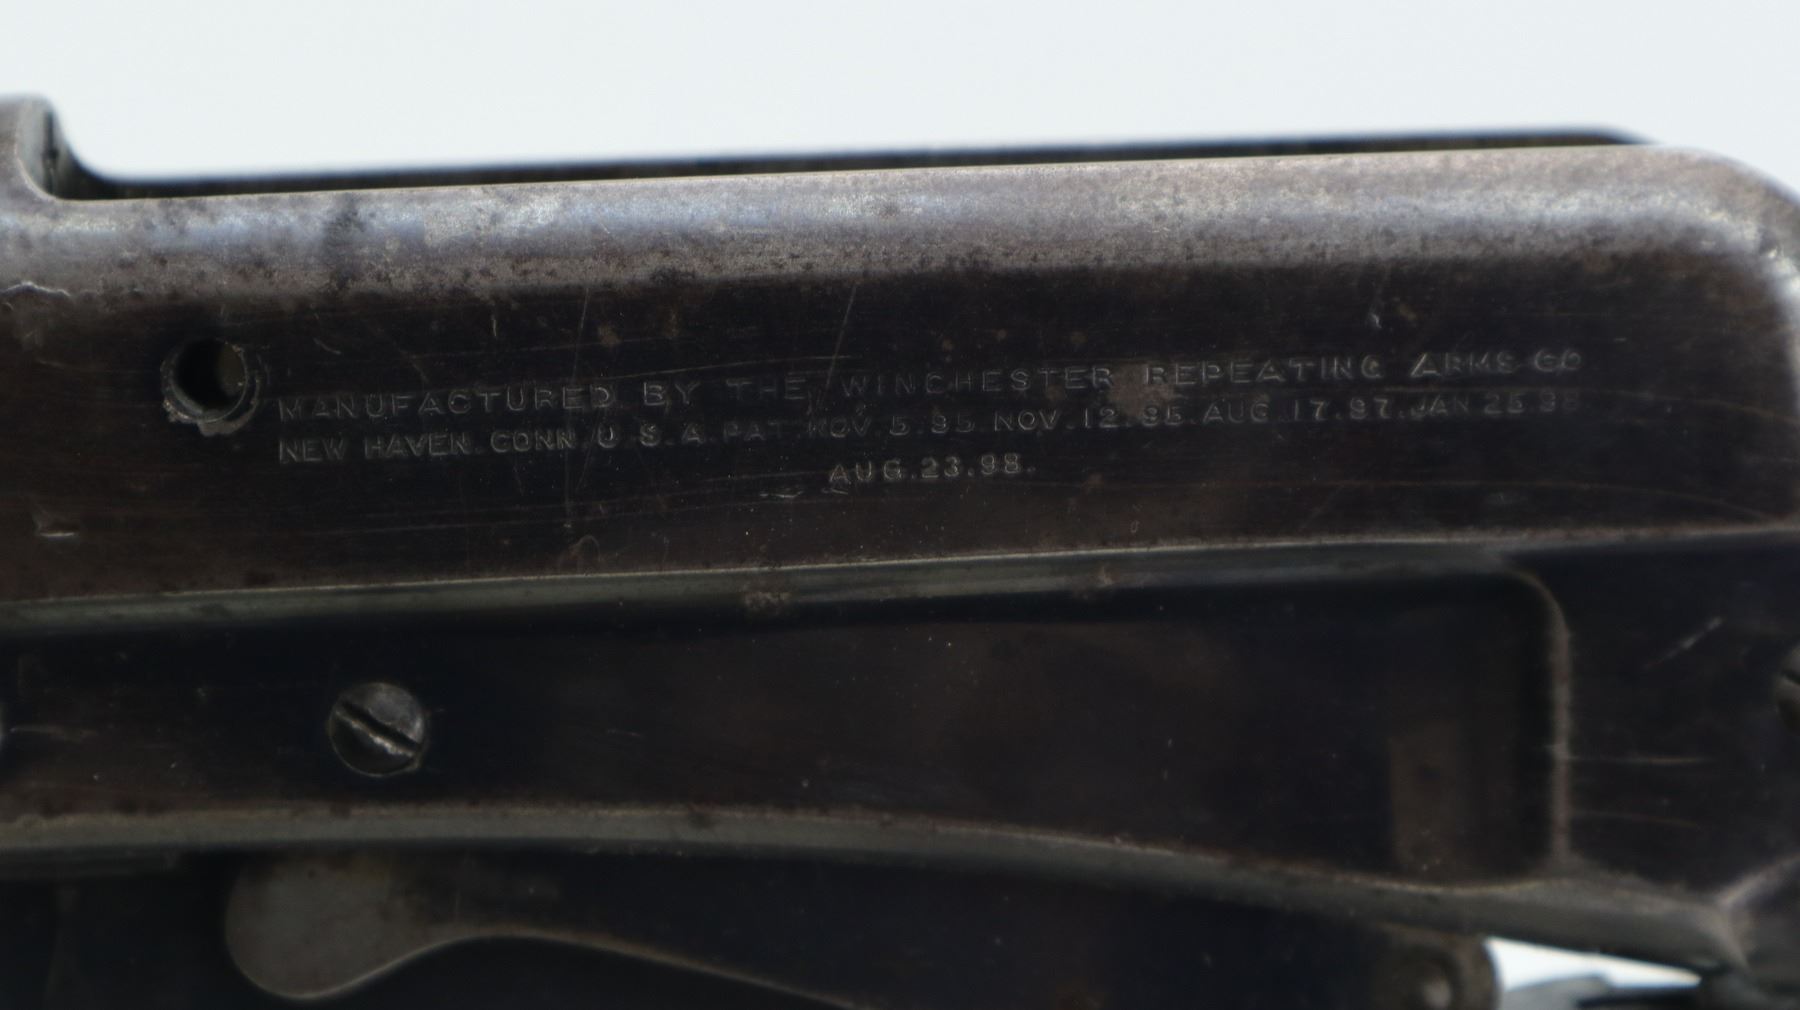 MANUFACTURED BY THE WINCHESTER REPEATING ARMS CO
NEW HAVEN. CONN. U. S. A. PAT. NOV. 5. 95. NOV. 12. 95. AUG. 17. 97. JAN 25 98
AUG. 23. 98.